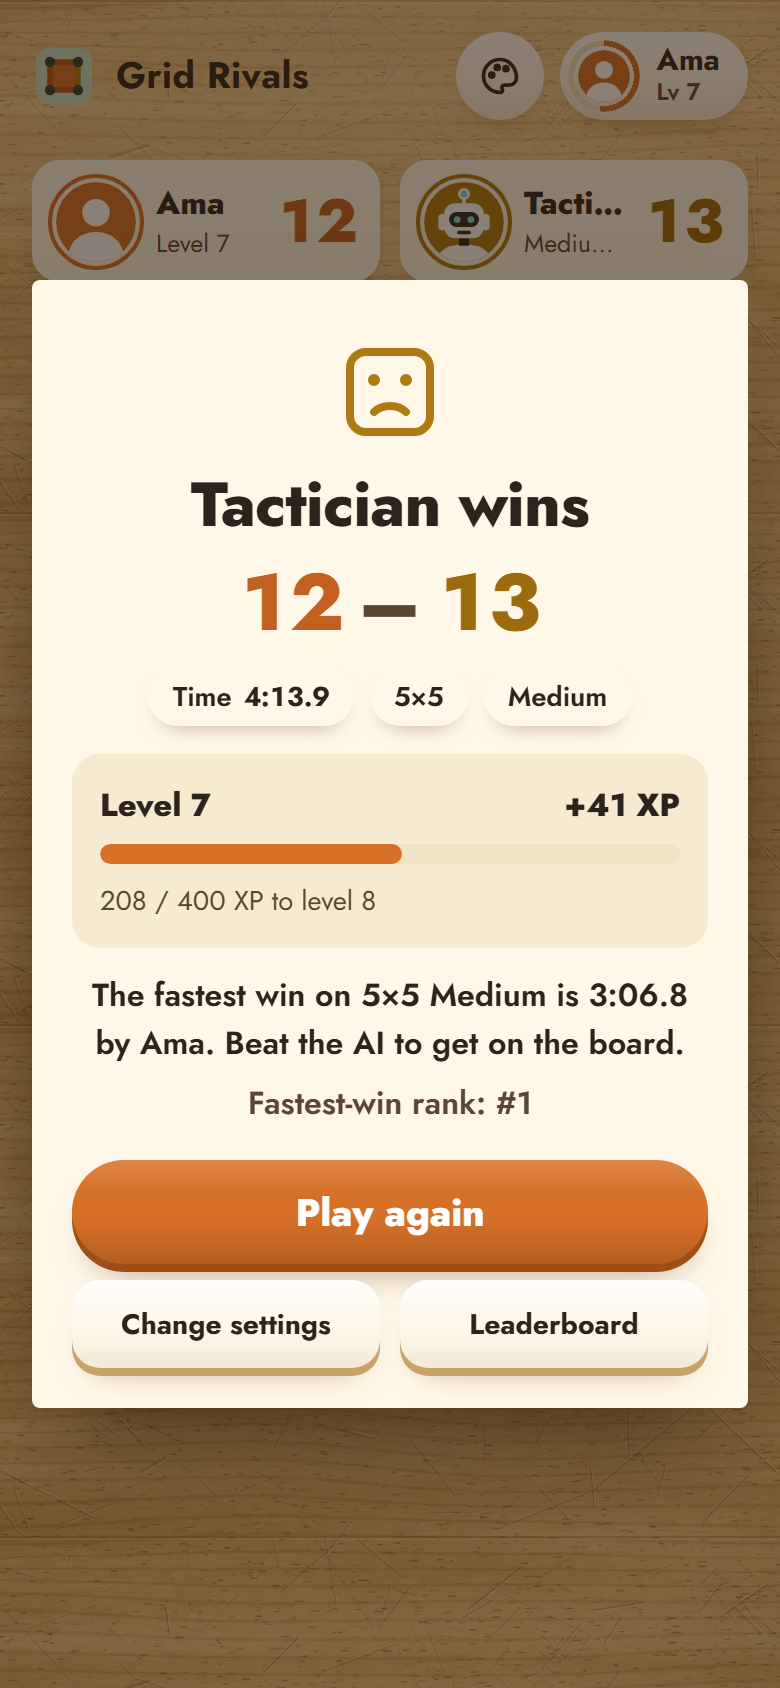 Grid Rivals
Ama
Lv 7
Ama
Level 7
12
Tacti...
Mediu...
13
Tactician wins
12 – 13
Time 4:13.9
5×5
Medium
Level 7
+41 XP
208 / 400 XP to level 8
The fastest win on 5×5 Medium is 3:06.8
by Ama. Beat the AI to get on the board.
Fastest-win rank: #1
Play again
Change settings
Leaderboard